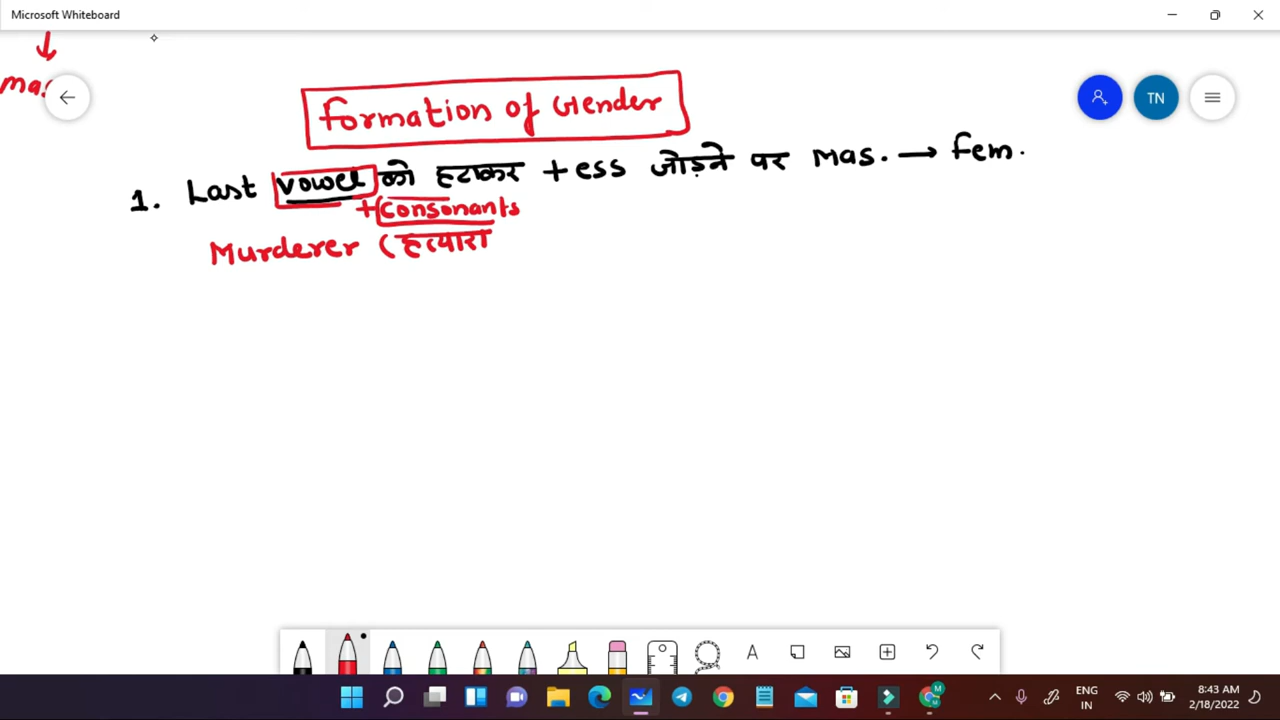 Microsoft Whiteboard
mas
Formation of Gender
1. Last vowel को हटाकर + ess जोड़ने पर Mas. → Fem.
+ consonants
Murderer (हत्यारा
TN
A
ENG
IN
8:43 AM
2/18/2022